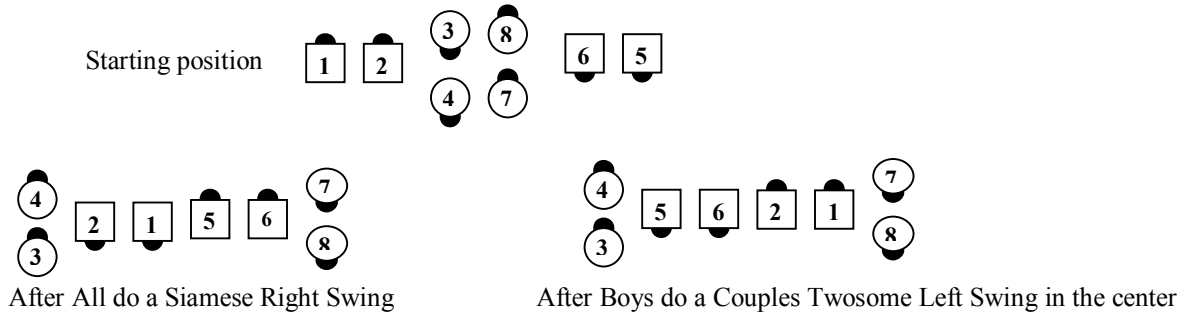 3 8
Starting position 1 2 6 5
4 7
4 7
2 1 5 6
3 8
4 7
5 6 2 1
3 8
After All do a Siamese Right Swing
After Boys do a Couples Twosome Left Swing in the center